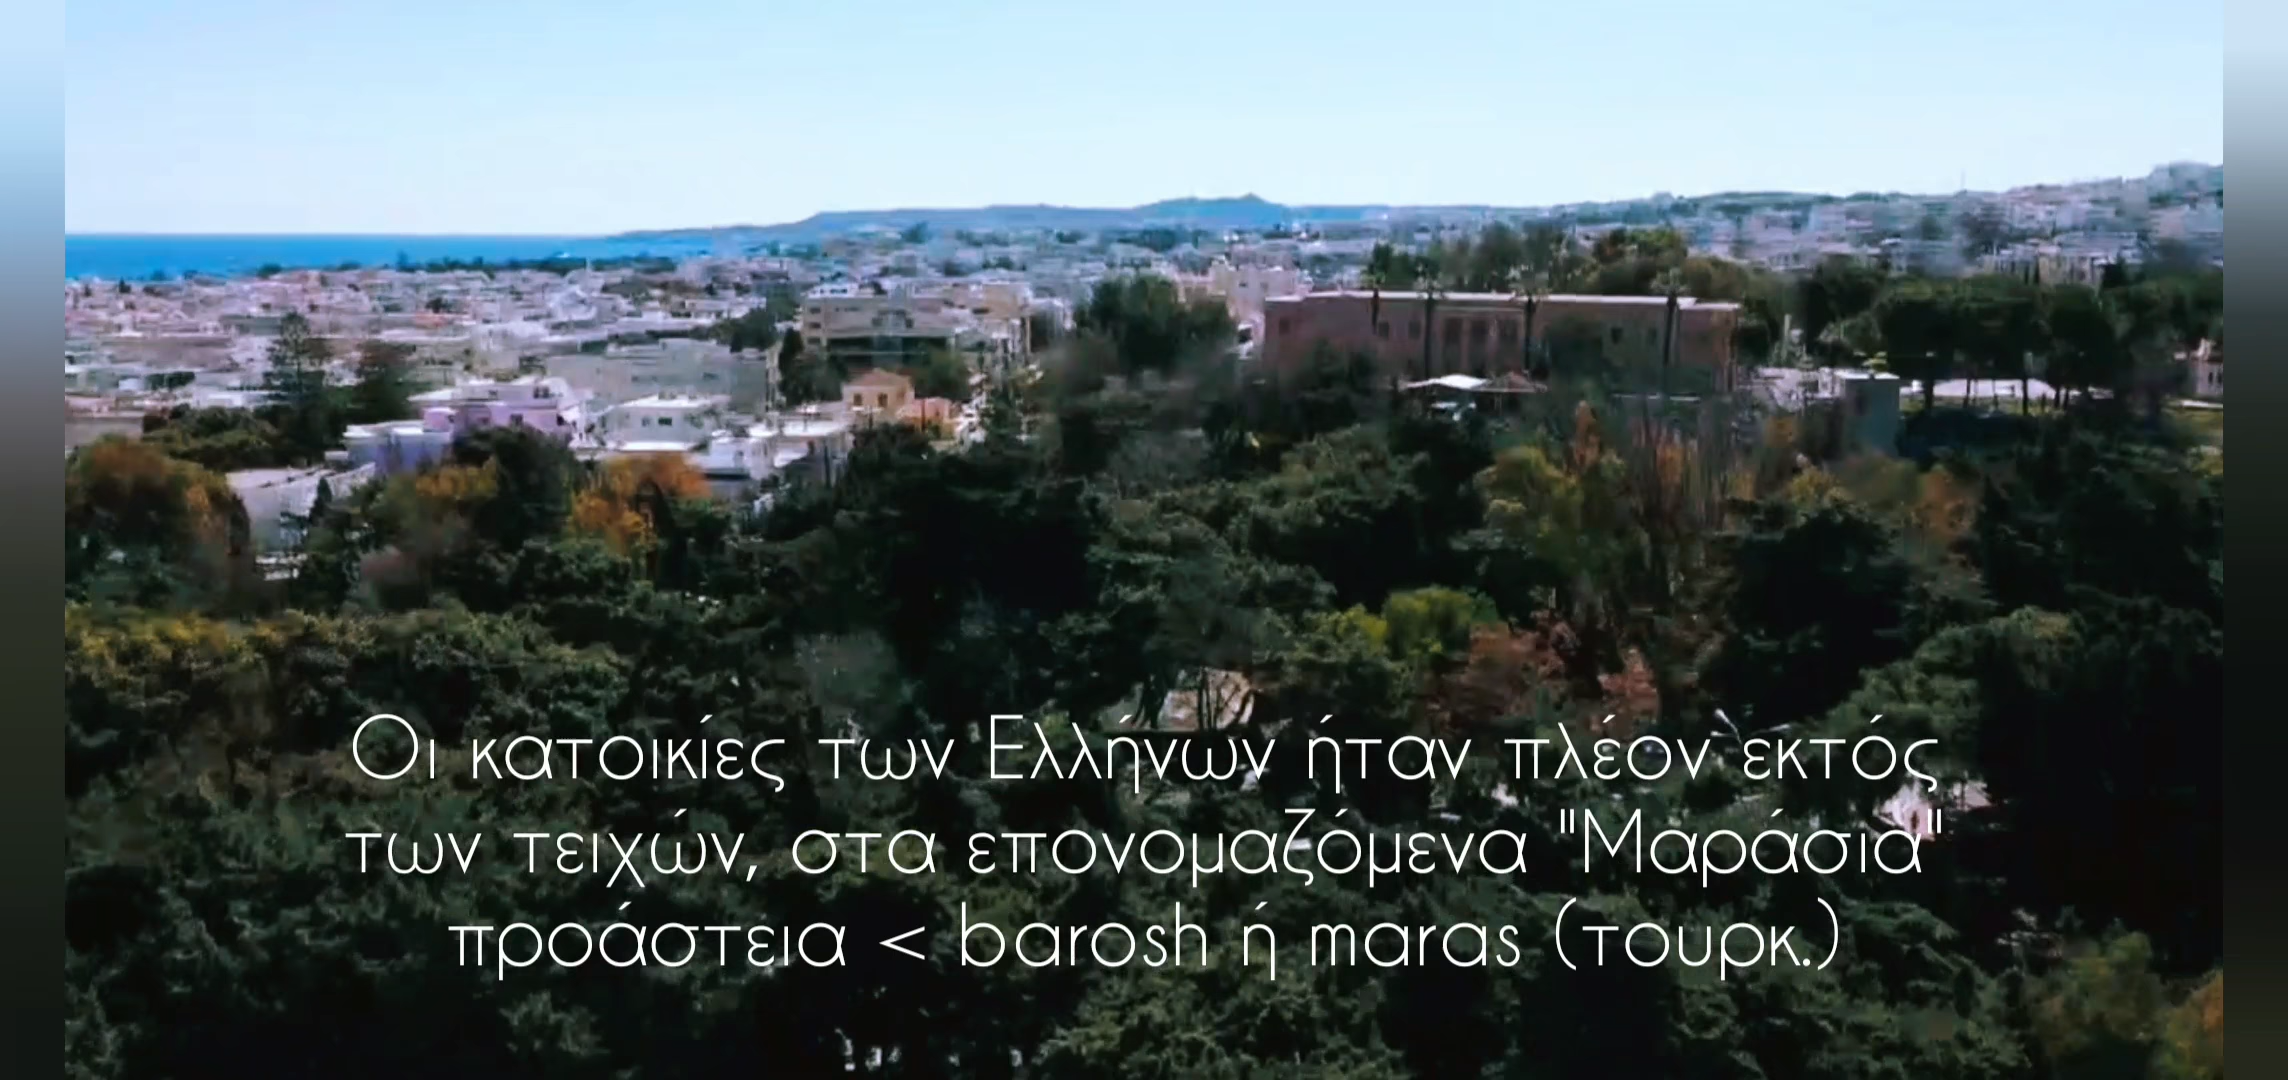 Οι κατοικίες των Ελλήνων ήταν πλέον εκτός
των τειχών, στα επονομαζόμενα "Μαράσια"
προάστεια < barosh ή maras (τουρκ.)